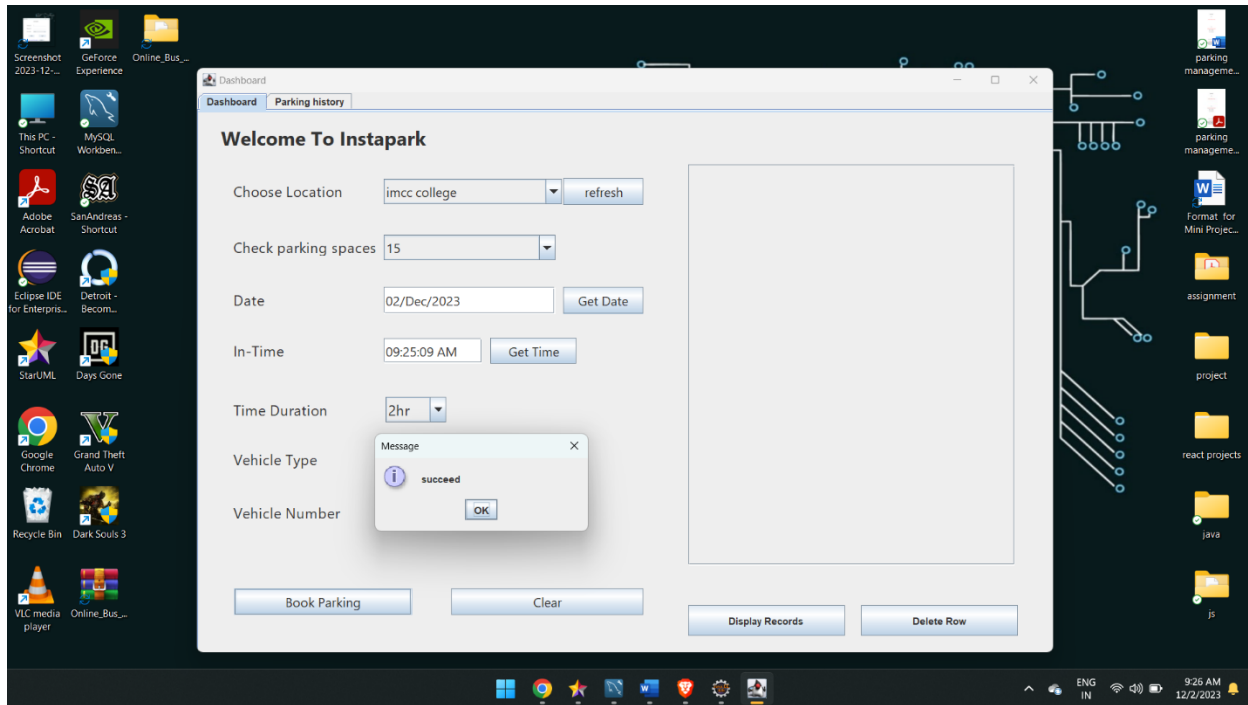 Screenshot
2023-12-...
GeForce
Experience
Online_Bus_...
This PC -
Shortcut
MySQL
Workben...
Adobe
Acrobat
SanAndreas -
Shortcut
Eclipse IDE
for Enterpris...
Detroit -
Becom...
StarUML
Days Gone
Google
Chrome
Grand Theft
Auto V
Recycle Bin
Dark Souls 3
VLC media
player
Online_Bus_...
Dashboard
Dashboard Parking history
Welcome To Instapark
Choose Location imcc college refresh
Check parking spaces 15
Date 02/Dec/2023 Get Date
In-Time 09:25:09 AM Get Time
Time Duration 2hr
Message
Vehicle Type
succeed
OK
Vehicle Number
Book Parking Clear
Display Records Delete Row
parking
manageme...
parking
manageme...
Format for
Mini Projec...
assignment
project
react projects
java
js
ENG
IN
9:26 AM
12/2/2023